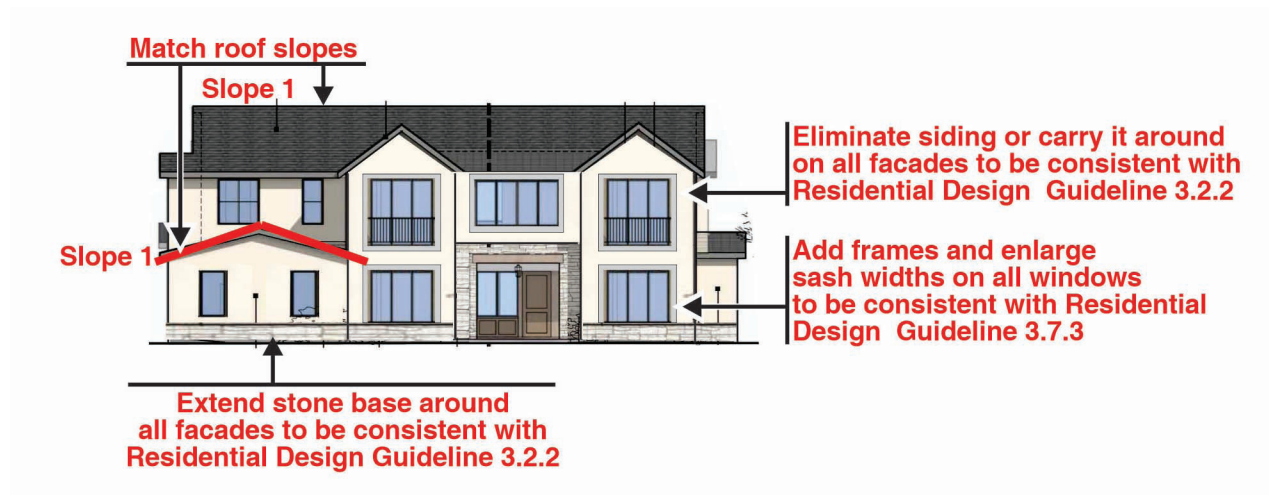 Match roof slopes
Slope 1
Eliminate siding or carry it around
on all facades to be consistent with
Residential Design Guideline 3.2.2
Slope 1
Add frames and enlarge
sash widths on all windows
to be consistent with Residential
Design Guideline 3.7.3
Extend stone base around
all facades to be consistent with
Residential Design Guideline 3.2.2